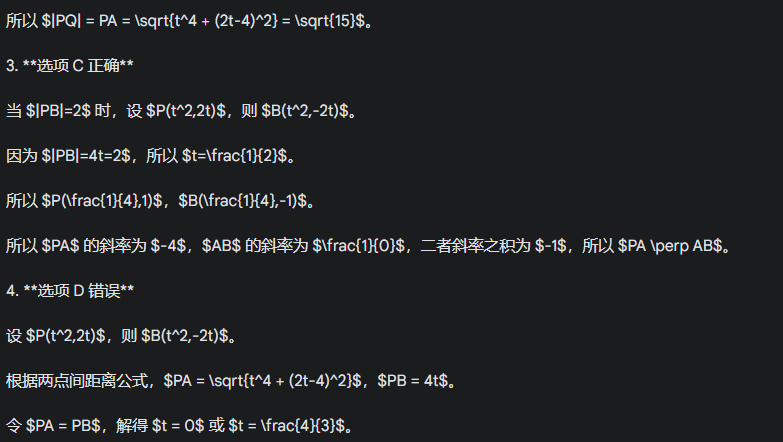 所以 $|PQ| = PA = \sqrt{t^4 + (2t-4)^2} = \sqrt{15}$。
3. **选项 C 正确**
当 $|PB|=2$ 时，设 $P(t^2,2t)$，则 $B(t^2,-2t)$。
因为 $|PB|=4t=2$，所以 $t=\frac{1}{2}$。
所以 $P(\frac{1}{4},1)$，$B(\frac{1}{4},-1)$。
所以 $PA$ 的斜率为 $-4$，$AB$ 的斜率为 $\frac{1}{0}$，二者斜率之积为 $-1$，所以 $PA \perp AB$。
4. **选项 D 错误**
设 $P(t^2,2t)$，则 $B(t^2,-2t)$。
根据两点间距离公式，$PA = \sqrt{t^4 + (2t-4)^2}$，$PB = 4t$。
令 $PA = PB$，解得 $t = 0$ 或 $t = \frac{4}{3}$。